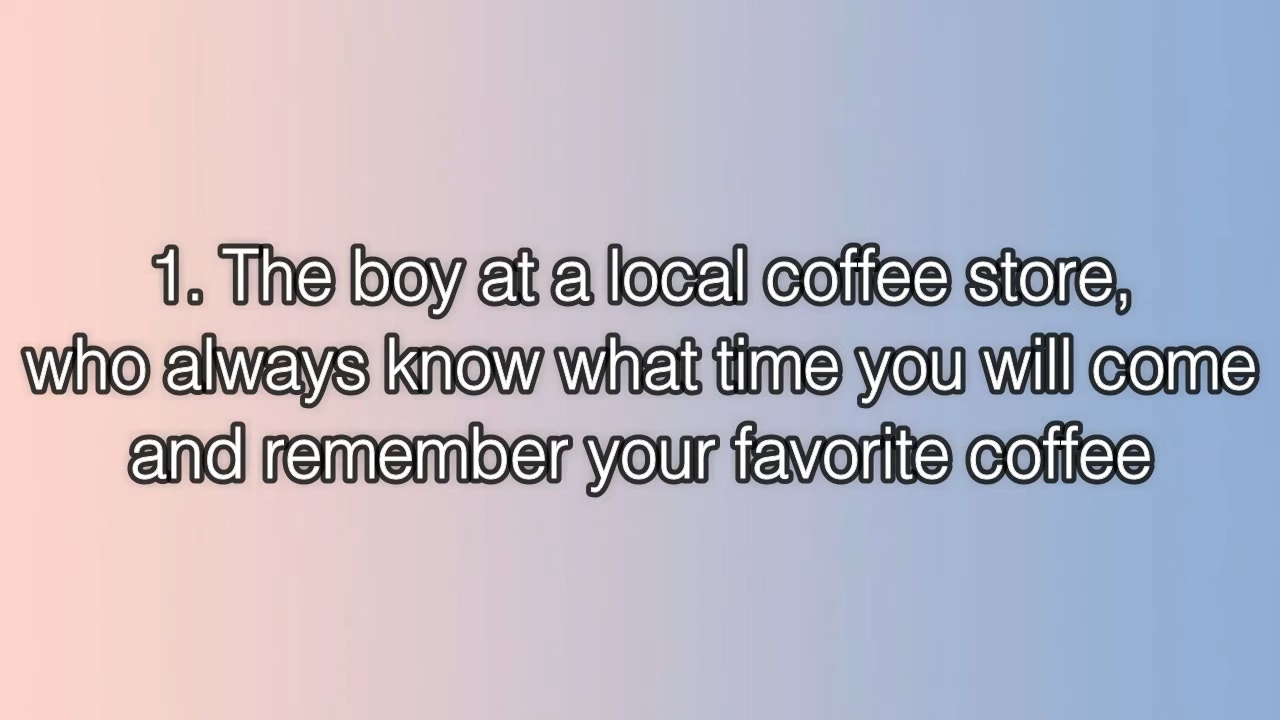 1. The boy at a local coffee store,
who always know what time you will come
and remember your favorite coffee